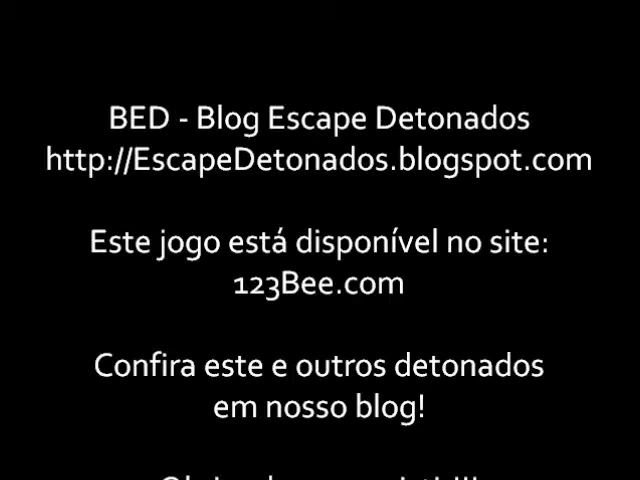 BED - Blog Escape Detonados
http://EscapeDetonados.blogspot.com
Este jogo está disponível no site:
123Bee.com
Confira este e outros detonados
em nosso blog!